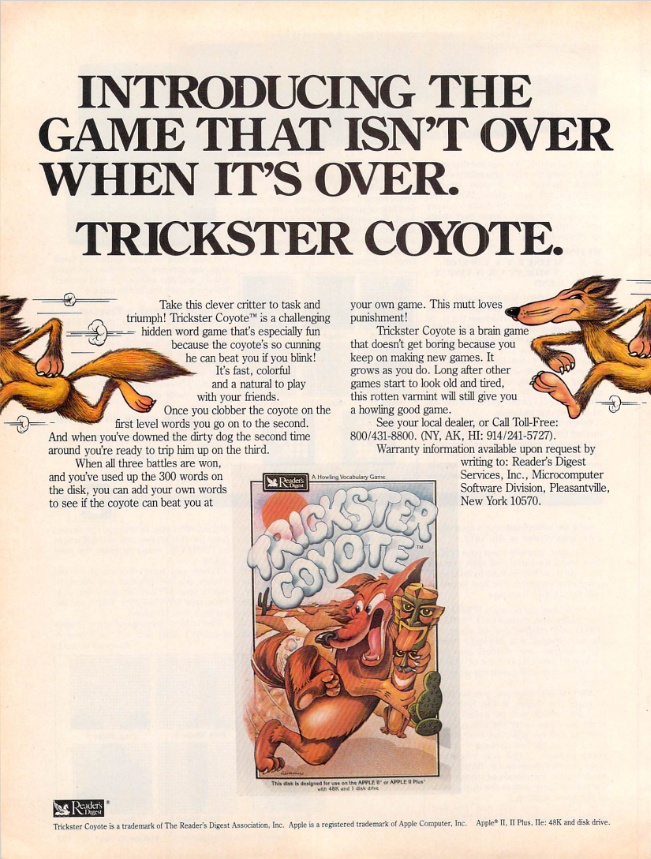 INTRODUCING THE
GAME THAT ISN'T OVER
WHEN IT'S OVER.
TRICKSTER COYOTE.
Take this clever critter to task and
triumph! Trickster Coyote™ is a challenging
hidden word game that's especially fun
because the coyote's so cunning
he can beat you if you blink!
It's fast, colorful
and a natural to play
with your friends.
Once you clobber the coyote on the
first level words you go on to the second.
And when you've downed the dirty dog the second time
around you're ready to trip him up on the third.
When all three battles are won,
and you've used up the 300 words on
the disk, you can add your own words
to see if the coyote can beat you at
your own game. This mutt loves
punishment!
Trickster Coyote is a brain game
that doesn't get boring because you
keep on making new games. It
grows as you do. Long after other
games start to look old and tired,
this rotten varmint will still give you
a howling good game.
See your local dealer, or Call Toll-Free:
800/431-8800. (NY, AK, HI: 914/241-5727).
Warranty information available upon request by
writing to: Reader's Digest
Services, Inc., Microcomputer
Software Division, Pleasantville,
New York 10570.
Reader's
Digest
A Howling Vocabulary Game
TRICKSTER
COYOTE™
This disk is designed for use on the APPLE II® or APPLE II Plus®
with 48K and 1 disk drive
Reader's
Digest®
Trickster Coyote is a trademark of The Reader's Digest Association, Inc. Apple is a registered trademark of Apple Computer, Inc. Apple® II, II Plus, IIe: 48K and disk drive.